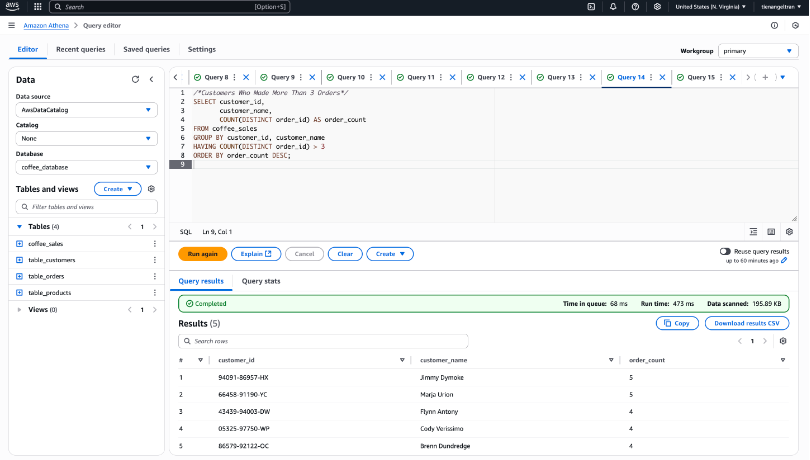 aws
Search
[Option+S]
United States (N. Virginia)
tienangeltran
Amazon Athena > Query editor
Editor
Recent queries
Saved queries
Settings
Workgroup
primary
Data
Data source
AwsDataCatalog
Catalog
None
Database
coffee_database
Tables and views
Create
Filter tables and views
Tables (4)
< 1 >
coffee_sales
table_customers
table_orders
table_products
Views (0)
< 1 >
Query 8
Query 9
Query 10
Query 11
Query 12
Query 13
Query 14
Query 15
1 /*Customers Who Made More Than 3 Orders*/
2 SELECT customer_id,
3 customer_name,
4 COUNT(DISTINCT order_id) AS order_count
5 FROM coffee_sales
6 GROUP BY customer_id, customer_name
7 HAVING COUNT(DISTINCT order_id) > 3
8 ORDER BY order_count DESC;
9
SQL Ln 9, Col 1
Run again
Explain
Cancel
Clear
Create
Reuse query results
up to 60 minutes ago
Query results
Query stats
Completed
Time in queue: 68 ms
Run time: 473 ms
Data scanned: 195.89 KB
Results (5)
Copy
Download results CSV
Search rows
< 1 >
# customer_id customer_name order_count
1 94091-86957-HX Jimmy Dymoke 5
2 66458-91190-YC Marja Urion 5
3 43439-94003-DW Flynn Antony 4
4 05325-97750-WP Cody Verissimo 4
5 86579-92122-OC Brenn Dundredge 4